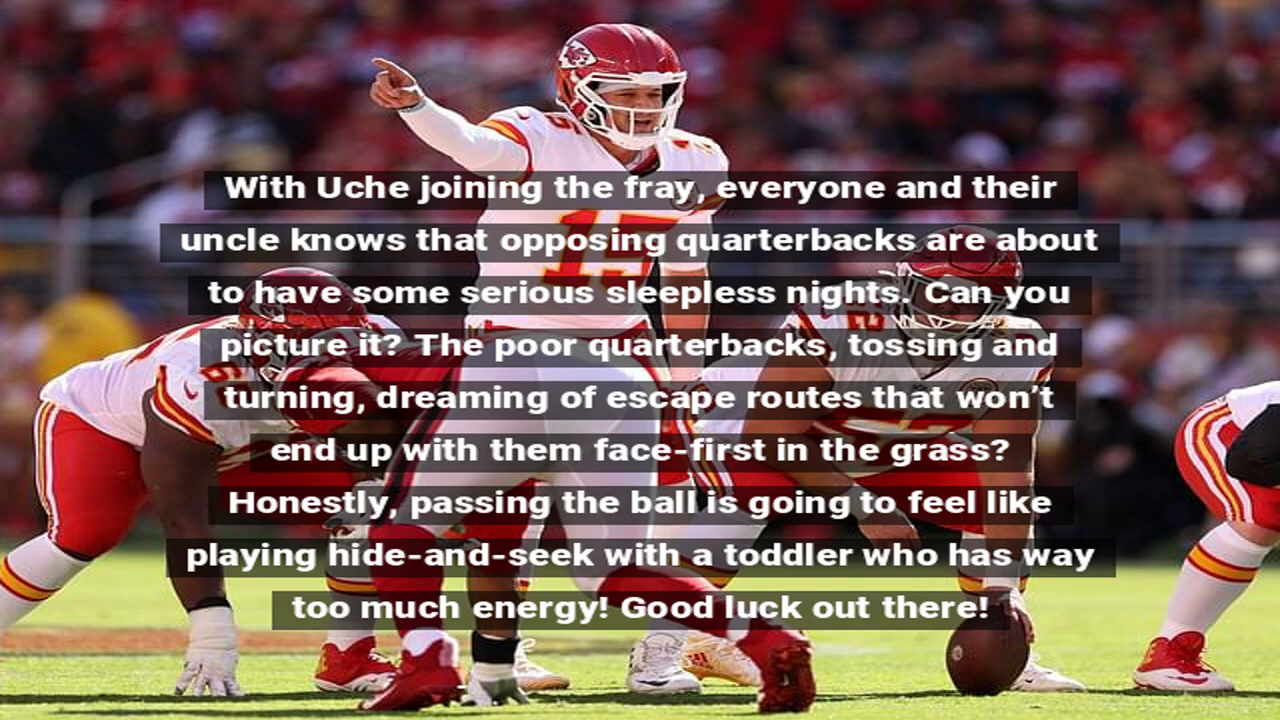 With Uche joining the fray, everyone and their
uncle knows that opposing quarterbacks are about
to have some serious sleepless nights. Can you
picture it? The poor quarterbacks, tossing and
turning, dreaming of escape routes that won’t
end up with them face-first in the grass?
Honestly, passing the ball is going to feel like
playing hide-and-seek with a toddler who has way
too much energy! Good luck out there!
15